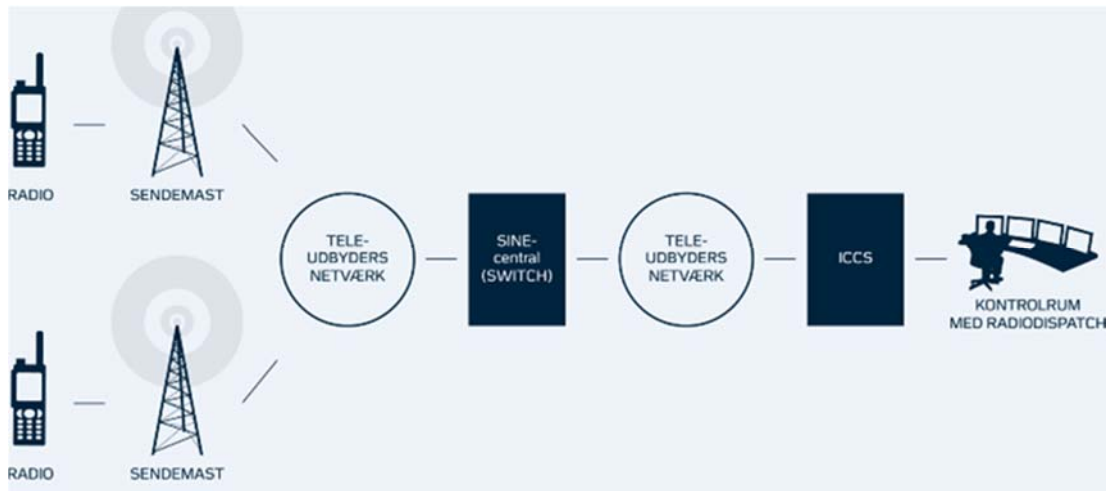 RADIO
SENDEMAST
TELE-
UDBYDERS
NETVÆRK
SINE-
central
(SWITCH)
TELE-
UDBYDERS
NETVÆRK
ICCS
KONTROLRUM
MED RADIODISPATCH
RADIO
SENDEMAST